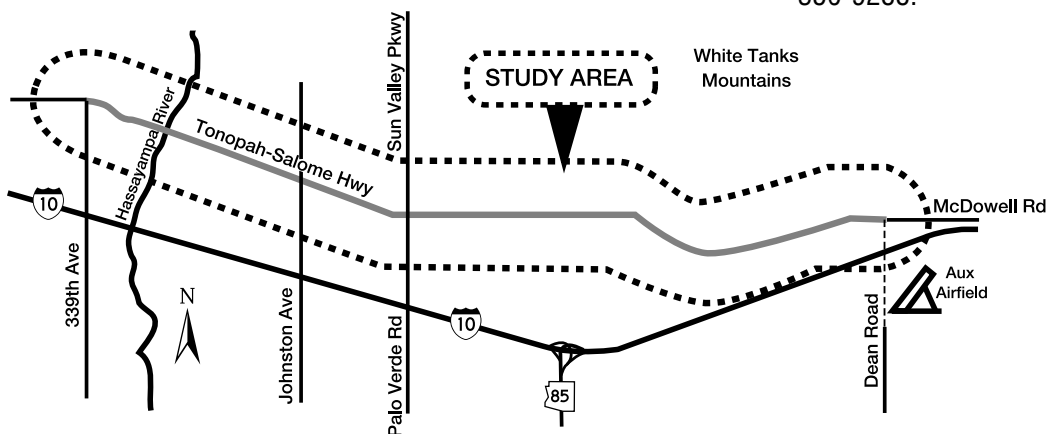 STUDY AREA
White Tanks
Mountains
Sun Valley Pkwy
Hassayampa River
Tonopah-Salome Hwy
McDowell Rd
10
Aux
Airfield
339th Ave
N
Johnston Ave
Palo Verde Rd
10
85
Dean Road